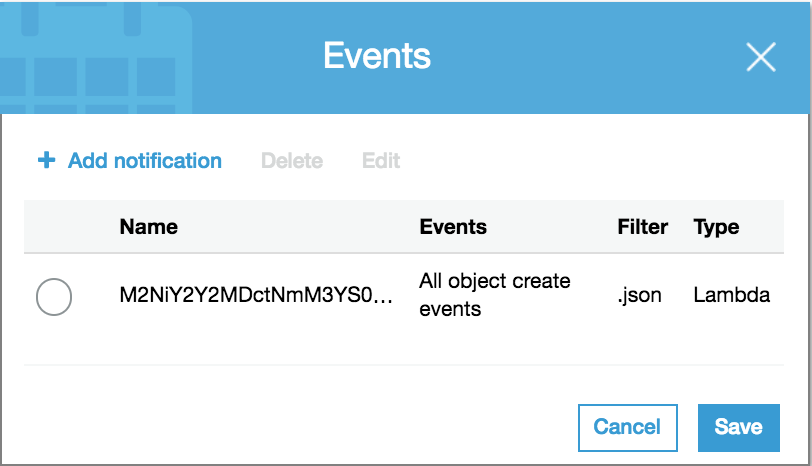 Events
+ Add notification Delete Edit
Name Events Filter Type
M2NiY2Y2MDctNmM3YS0... All object create events .json Lambda
Cancel Save